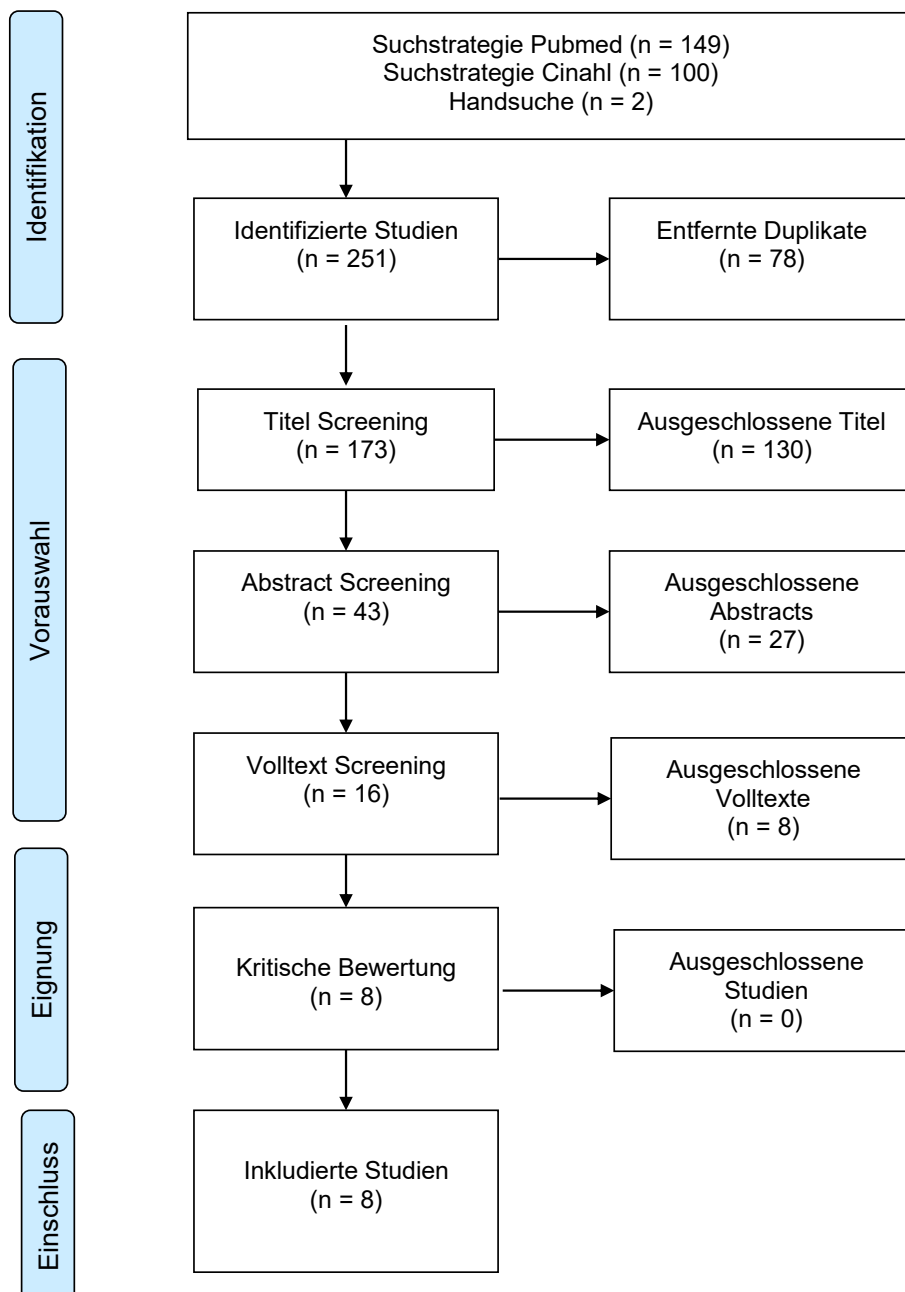 Identifikation
Suchstrategie Pubmed (n = 149)
Suchstrategie Cinahl (n = 100)
Handsuche (n = 2)
Identifizierte Studien
(n = 251)
Entfernte Duplikate
(n = 78)
Vorauswahl
Titel Screening
(n = 173)
Ausgeschlossene Titel
(n = 130)
Abstract Screening
(n = 43)
Ausgeschlossene
Abstracts
(n = 27)
Volltext Screening
(n = 16)
Ausgeschlossene
Volltexte
(n = 8)
Eignung
Kritische Bewertung
(n = 8)
Ausgeschlossene
Studien
(n = 0)
Einschluss
Inkludierte Studien
(n = 8)